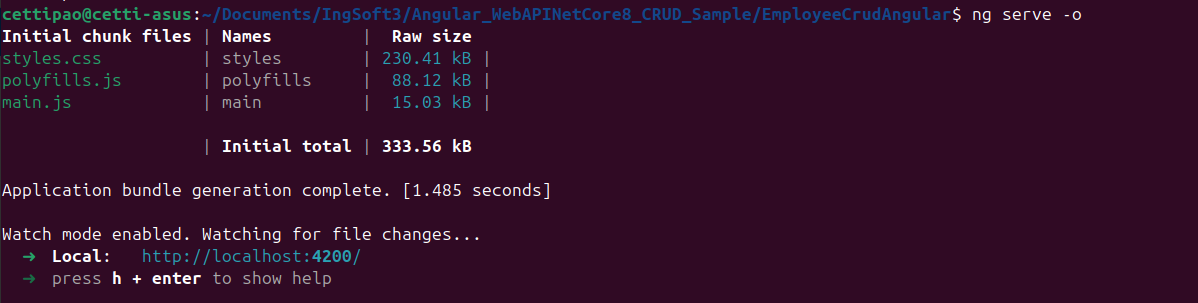 cettipao@cetti-asus:~/Documents/IngSoft3/Angular_WebAPINetCore8_CRUD_Sample/EmployeeCrudAngular$ ng serve -o
Initial chunk files | Names         |  Raw size
styles.css          | styles        | 230.41 kB |
polyfills.js        | polyfills     |  88.12 kB |
main.js             | main          |  15.03 kB |
                    | Initial total | 333.56 kB
Application bundle generation complete. [1.485 seconds]
Watch mode enabled. Watching for file changes...
  ➜  Local:   http://localhost:4200/
  ➜  press h + enter to show help